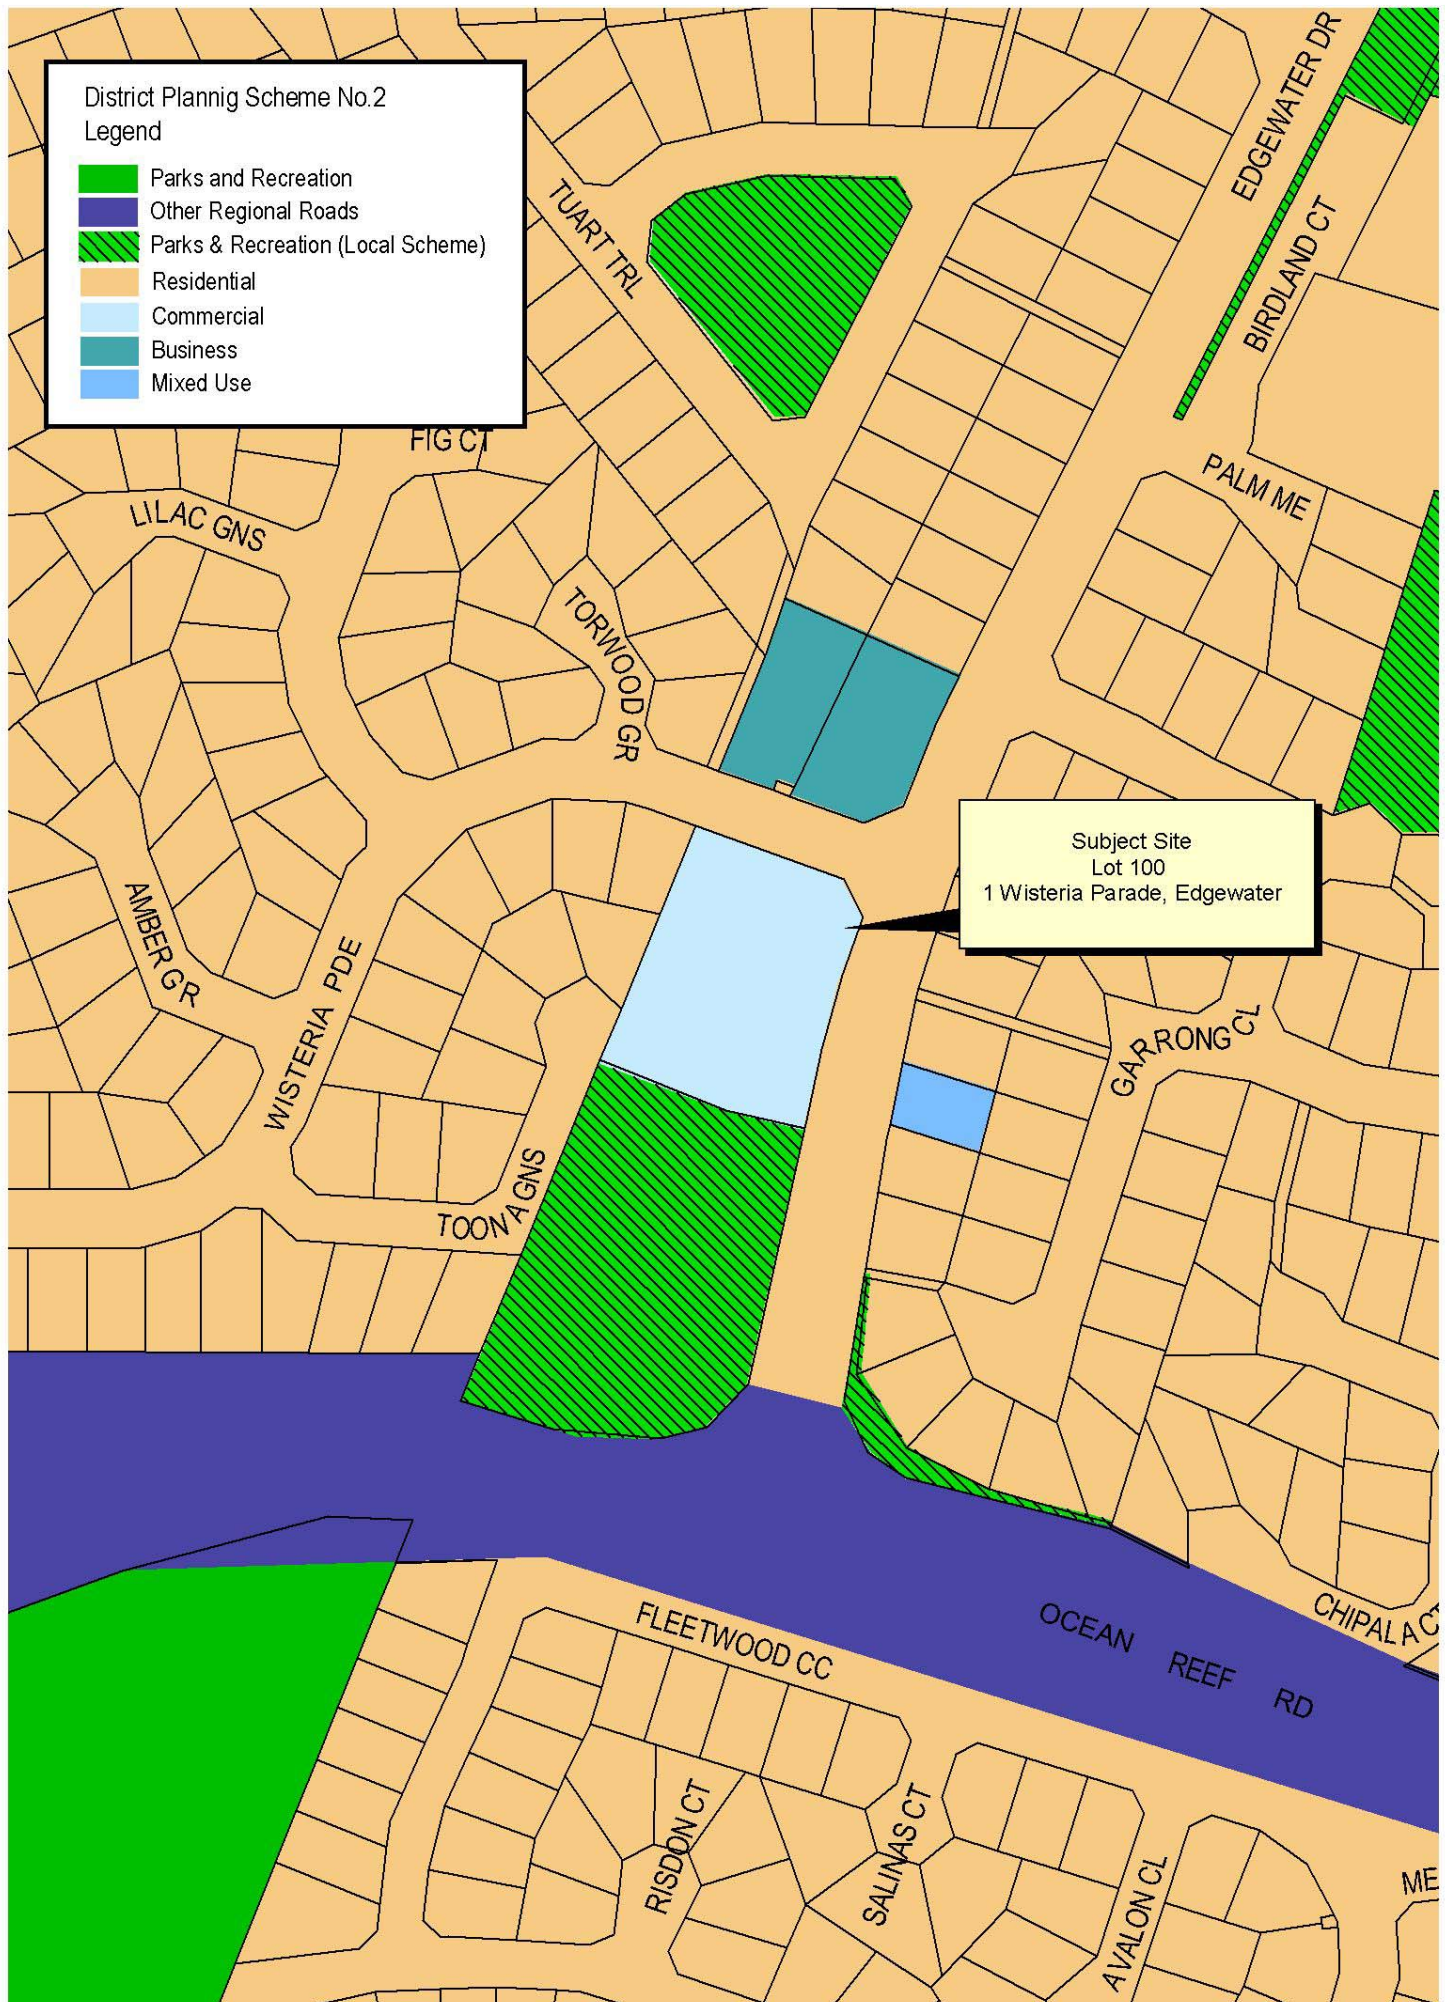 District Plannig Scheme No.2
Legend
Parks and Recreation
Other Regional Roads
Parks & Recreation (Local Scheme)
Residential
Commercial
Business
Mixed Use
EDGEWATER DR
TUART TRL
BIRDLAND CT
FIG CT
PALM ME
LILAC GNS
TORWOOD GR
Subject Site
Lot 100
1 Wisteria Parade, Edgewater
AMBER GR
WISTERIA PDE
GARRONG CL
TOONA GNS
CHIPALA CT
FLEETWOOD CC
OCEAN REEF RD
RISDON CT
SALINAS CT
AVALON CL
ME